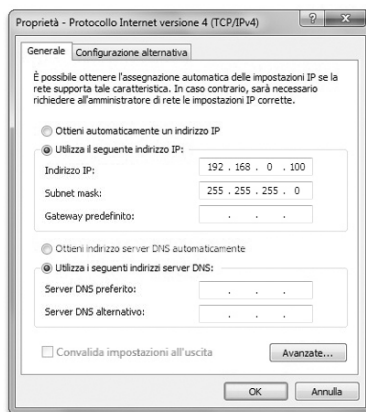 Proprietà - Protocollo Internet versione 4 (TCP/IPv4)
Generale
Configurazione alternativa
È possibile ottenere l'assegnazione automatica delle impostazioni IP se la
rete supporta tale caratteristica. In caso contrario, sarà necessario
richiedere all'amministratore di rete le impostazioni IP corrette.
Ottieni automaticamente un indirizzo IP
Utilizza il seguente indirizzo IP:
Indirizzo IP: 192 . 168 . 0 . 100
Subnet mask: 255 . 255 . 255 . 0
Gateway predefinito: . . .
Ottieni indirizzo server DNS automaticamente
Utilizza i seguenti indirizzi server DNS:
Server DNS preferito: . . .
Server DNS alternativo: . . .
Convalida impostazioni all'uscita
Avanzate...
OK
Annulla